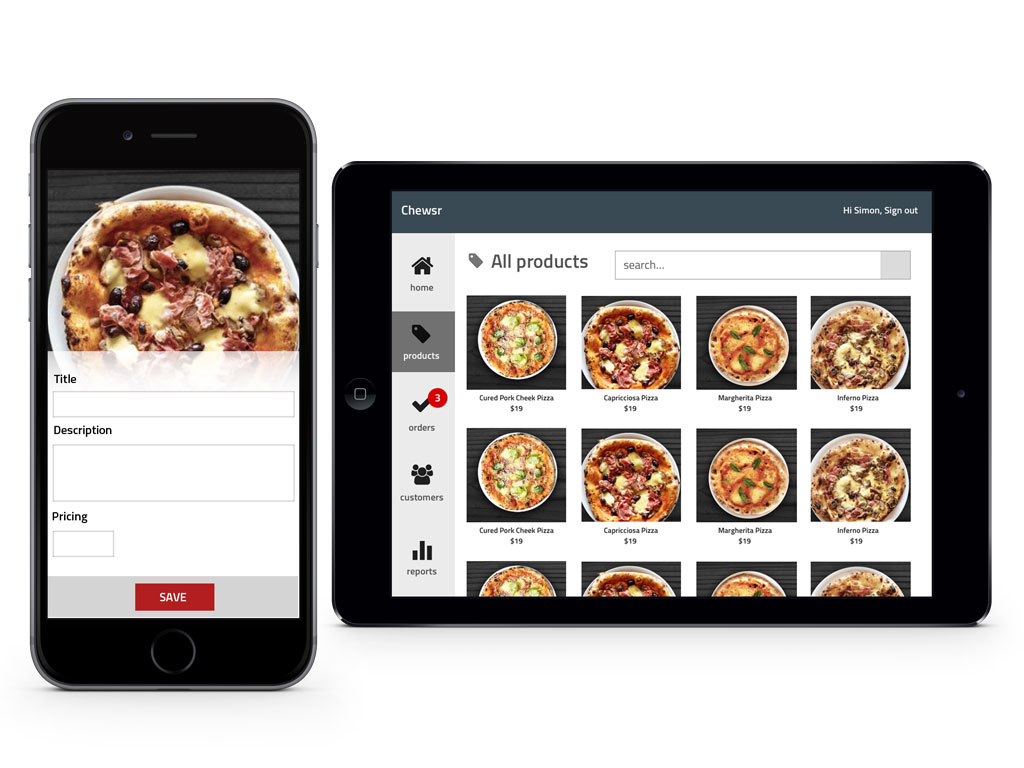 Title
Description
Pricing
SAVE
Chewsr
Hi Simon, Sign out
home
products
3
orders
customers
reports
All products
search...
Cured Pork Cheek Pizza
$19
Capricciosa Pizza
$19
Margherita Pizza
$19
Inferno Pizza
$19
Cured Pork Cheek Pizza
$19
Capricciosa Pizza
$19
Margherita Pizza
$19
Inferno Pizza
$19